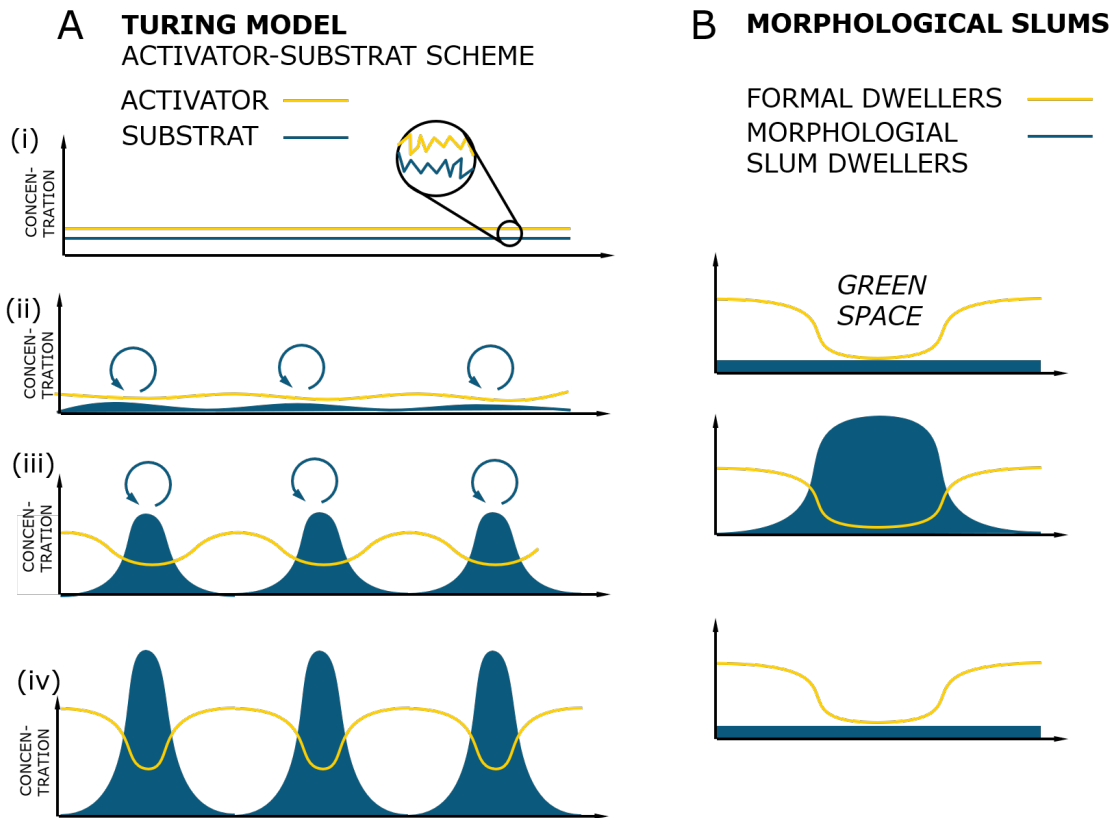 A TURING MODEL
ACTIVATOR-SUBSTRAT SCHEME
ACTIVATOR
SUBSTRAT
(i)
CONCEN-
TRATION
(ii)
CONCEN-
TRATION
(iii)
CONCEN-
TRATION
(iv)
CONCEN-
TRATION
B MORPHOLOGICAL SLUMS
FORMAL DWELLERS
MORPHOLOGIAL
SLUM DWELLERS
GREEN
SPACE